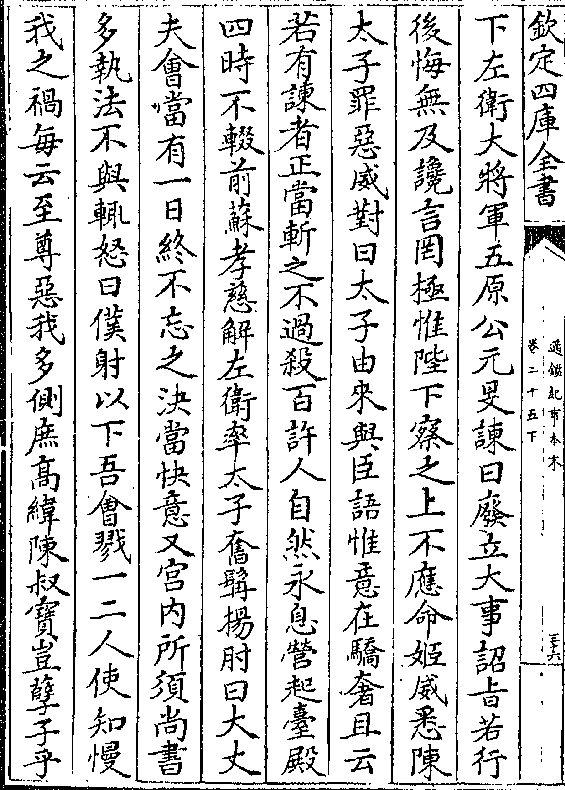 欽定四庫全書
通鑑紀事本末
卷二十五下
三十六
下左衛大將軍五原公元旻諫曰廢立大事詔旨若行
後悔無及讒言罔極惟陛下察之上不應命姬威悉陳
太子罪惡威對曰太子由來與臣語惟意在驕奢且云
若有諫者正當斬之不過殺百許人自然永息營起臺殿
四時不輟前蘇孝慈解左衛率太子奮髯揚肘曰大丈
夫會當有一日終不忘之決當快意又宮内所須尚書
多執法不與輒怒曰僕射以下吾會戮一二人使知慢
我之禍每云至尊惡我多側庶高緯陳叔寶豈孽子乎